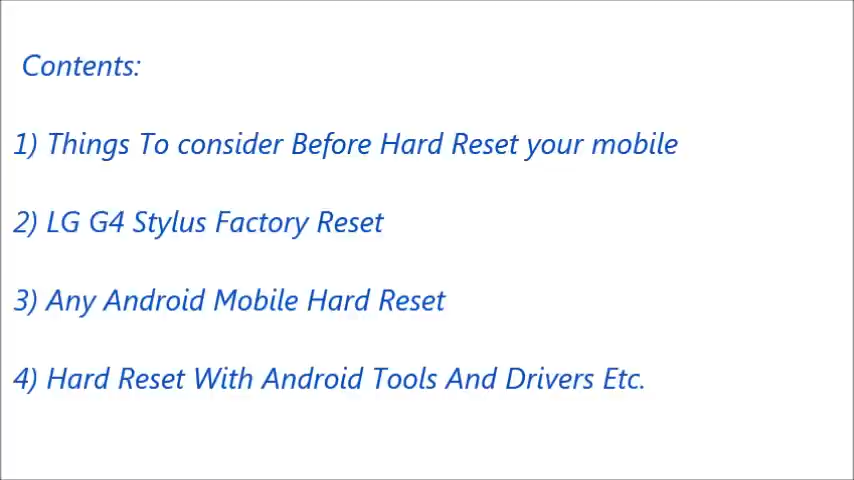 Contents:
1) Things To consider Before Hard Reset your mobile
2) LG G4 Stylus Factory Reset
3) Any Android Mobile Hard Reset
4) Hard Reset With Android Tools And Drivers Etc.